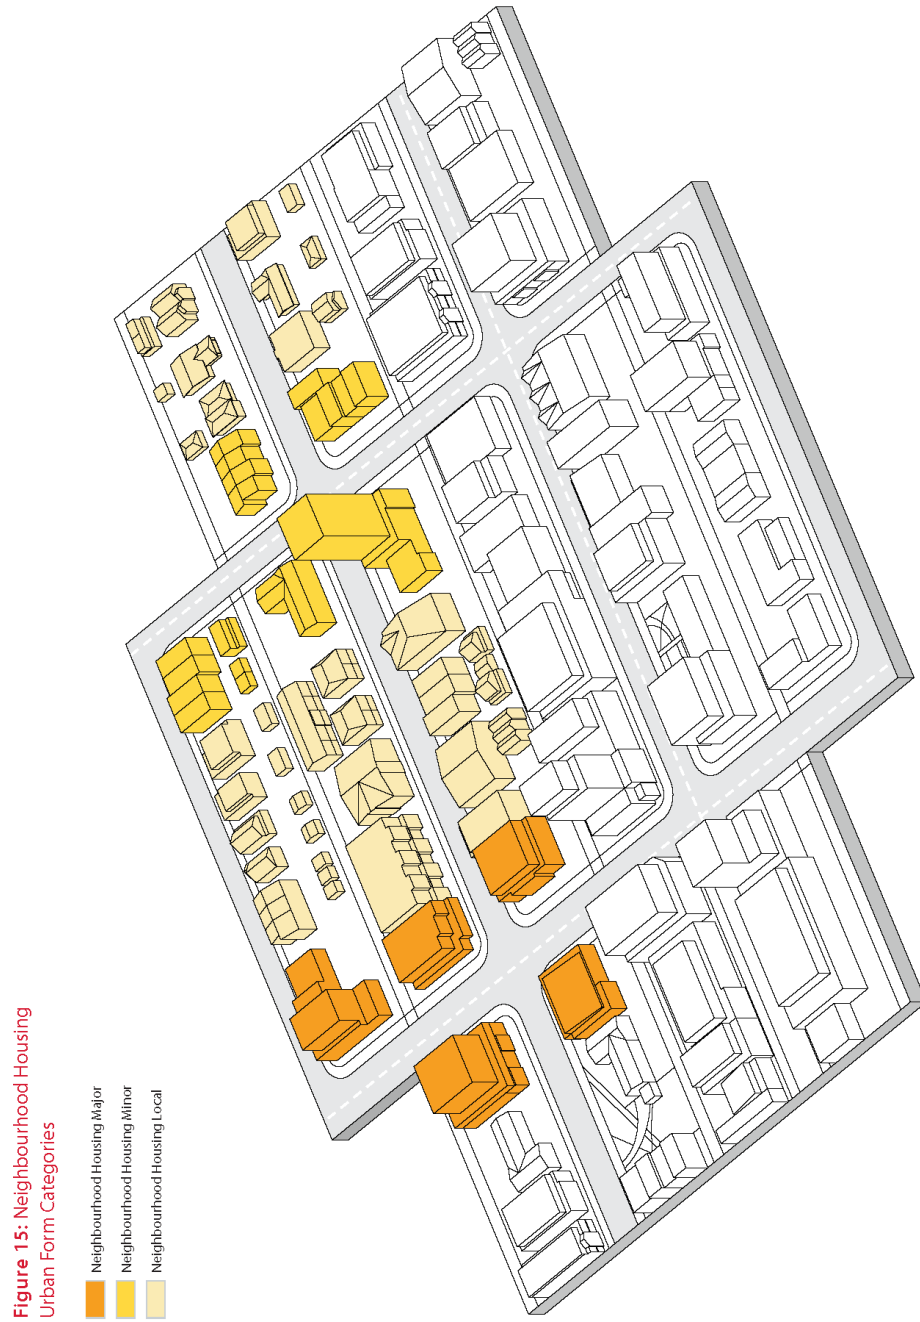 Figure 15: Neighbourhood Housing
Urban Form Categories
Neighbourhood Housing Major
Neighbourhood Housing Minor
Neighbourhood Housing Local